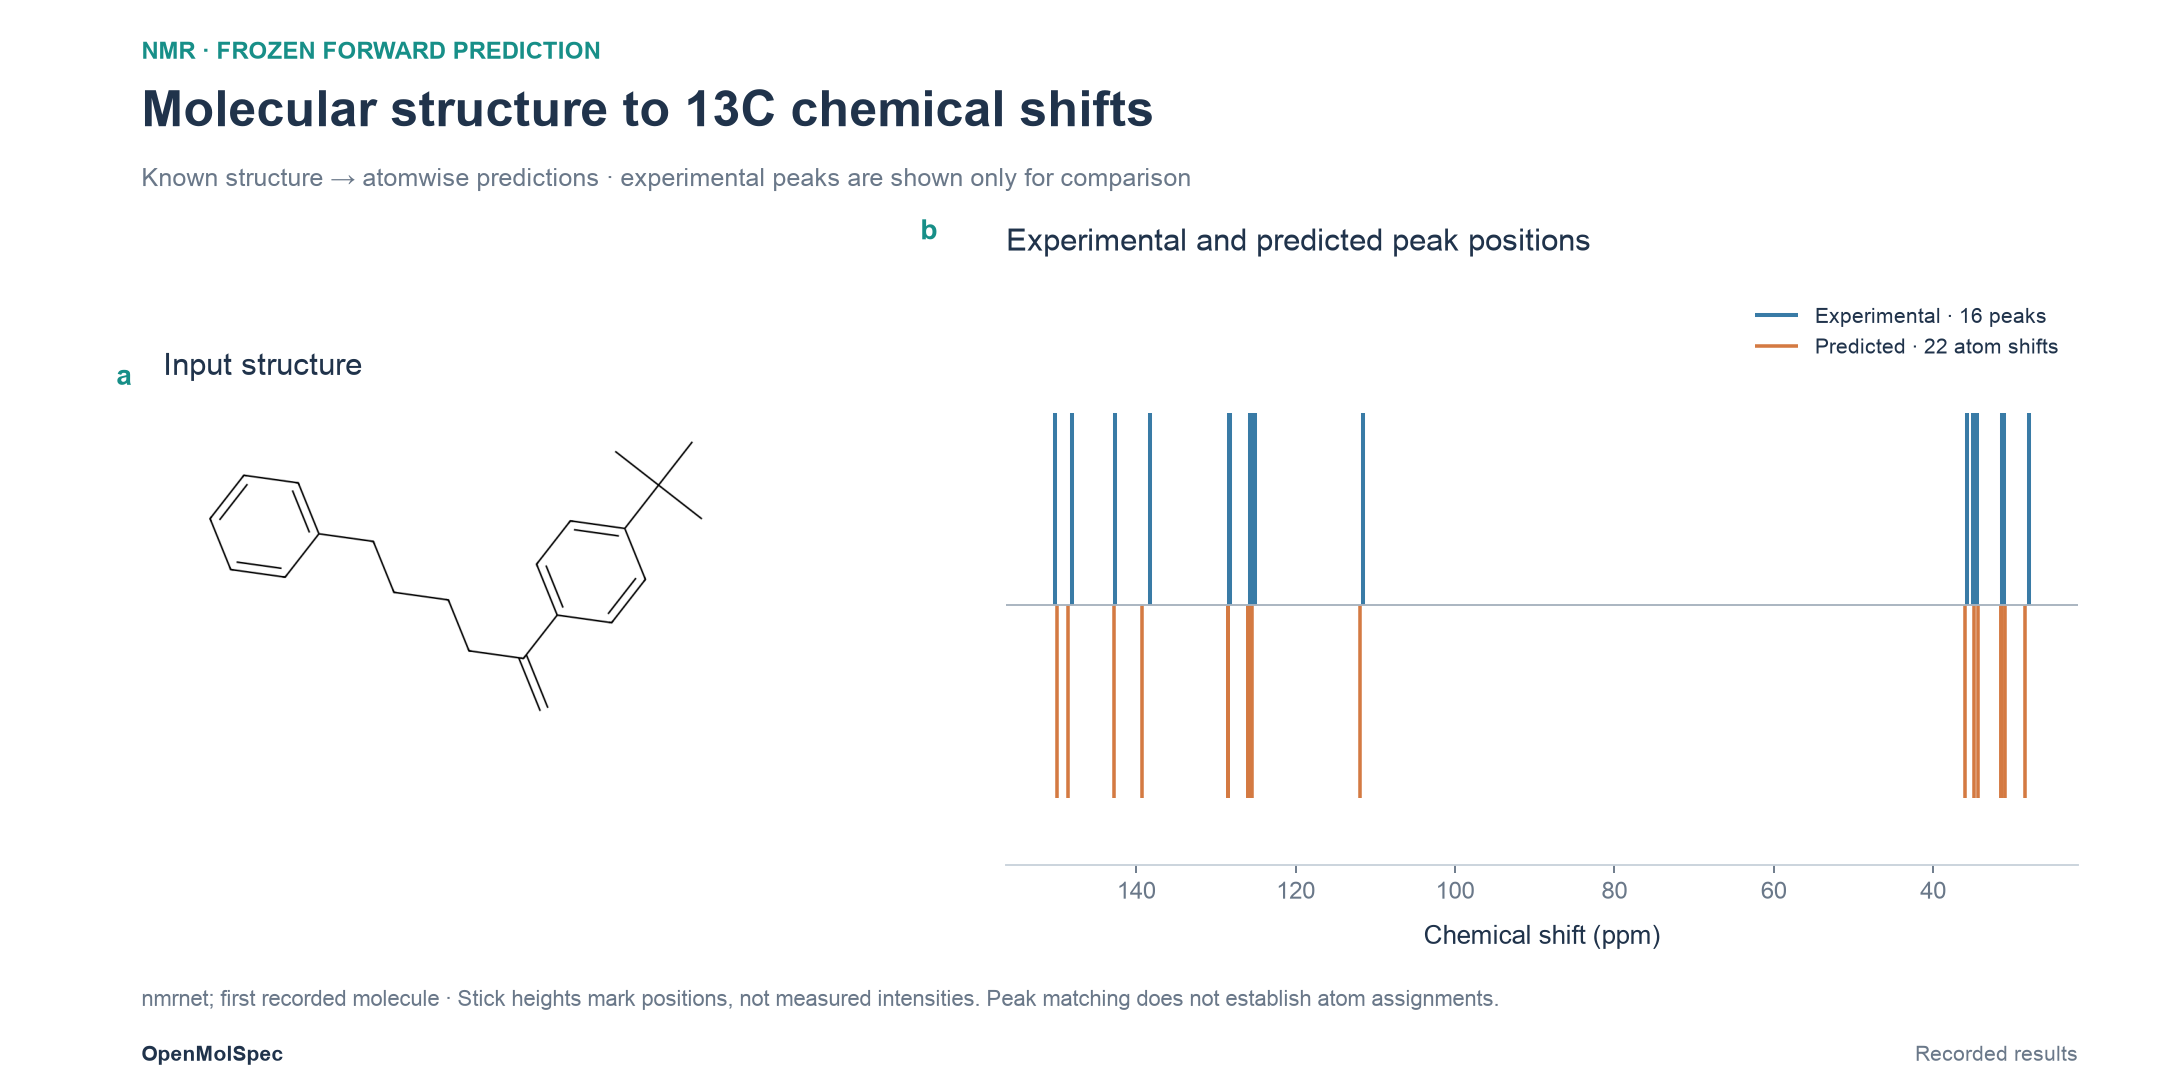 NMR · FROZEN FORWARD PREDICTION
Molecular structure to 13C chemical shifts
Known structure → atomwise predictions · experimental peaks are shown only for comparison
a
Input structure
b
Experimental and predicted peak positions
Experimental · 16 peaks
Predicted · 22 atom shifts
140 120 100 80 60 40
Chemical shift (ppm)
nmrnet; first recorded molecule · Stick heights mark positions, not measured intensities. Peak matching does not establish atom assignments.
OpenMolSpec
Recorded results